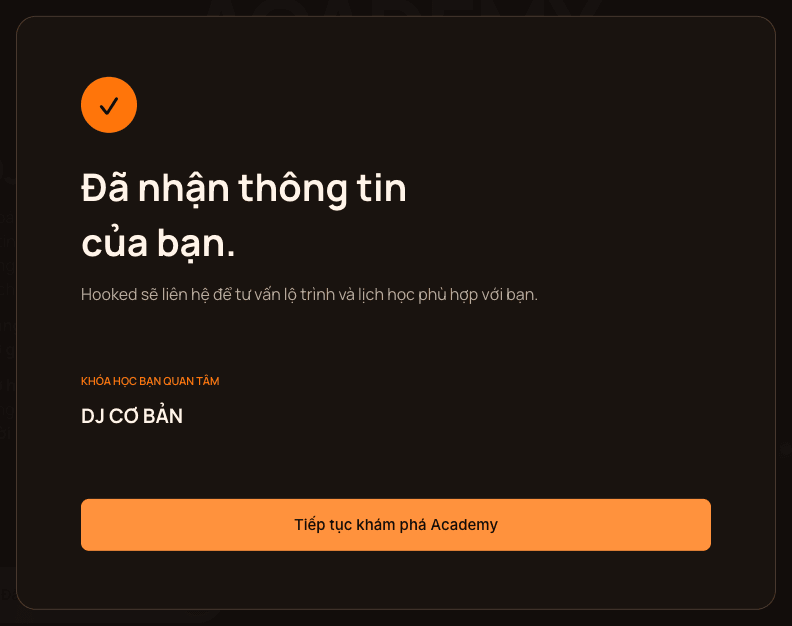 ACADEMY
Đã nhận thông tin
của bạn.
Hooked sẽ liên hệ để tư vấn lộ trình và lịch học phù hợp với bạn.
KHÓA HỌC BẠN QUAN TÂM
DJ CƠ BẢN
Tiếp tục khám phá Academy